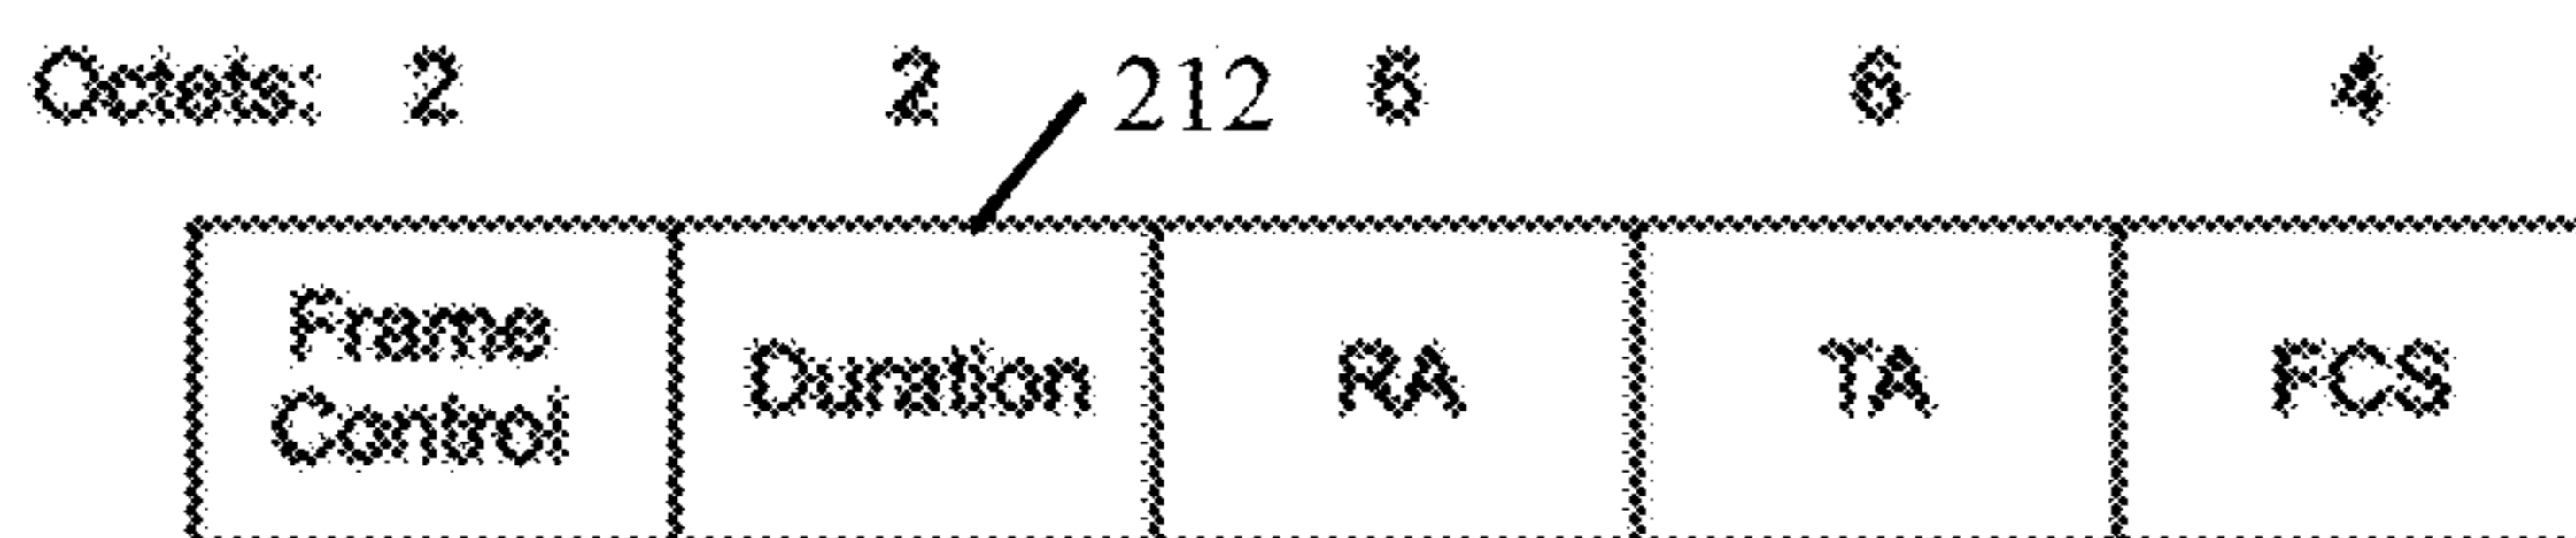 Octets: 2 2 212 6 6 4
Frame
Control Duration RA TA FCS